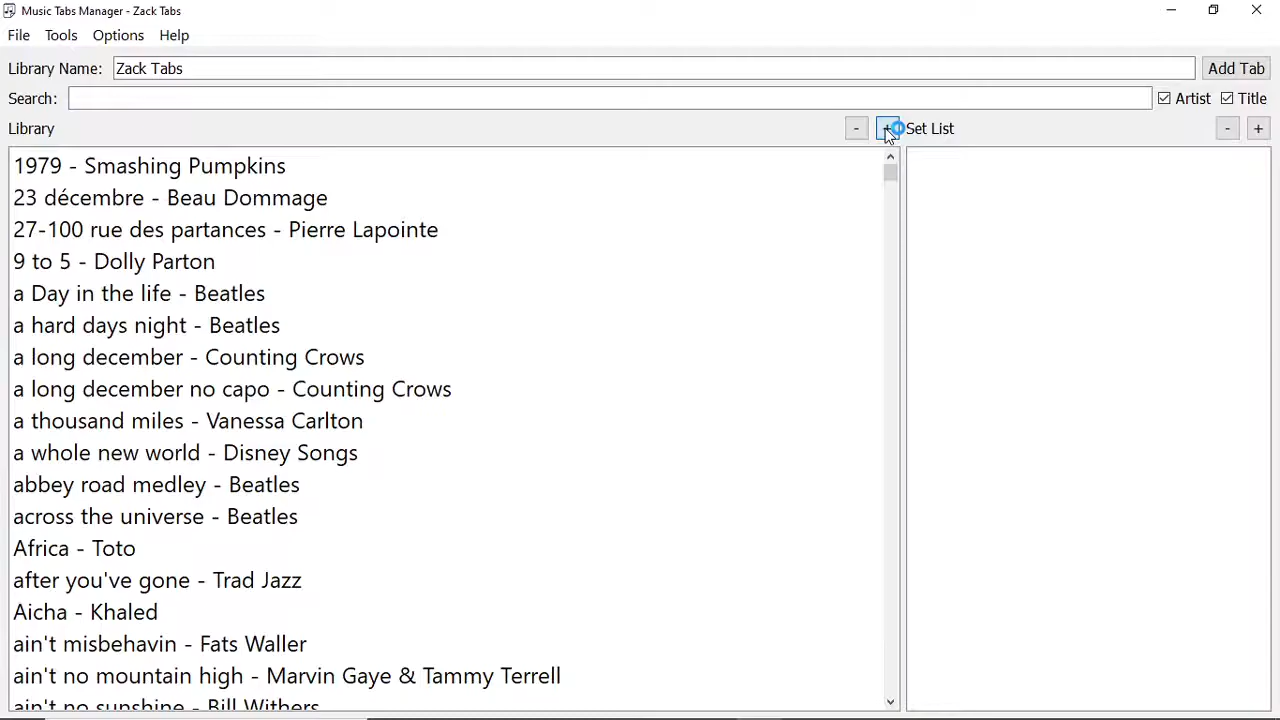 Music Tabs Manager - Zack Tabs
File Tools Options Help
Library Name: Zack Tabs Add Tab
Search: Artist Title
Library - + Set List - +
1979 - Smashing Pumpkins
23 décembre - Beau Dommage
27-100 rue des partances - Pierre Lapointe
9 to 5 - Dolly Parton
a Day in the life - Beatles
a hard days night - Beatles
a long december - Counting Crows
a long december no capo - Counting Crows
a thousand miles - Vanessa Carlton
a whole new world - Disney Songs
abbey road medley - Beatles
across the universe - Beatles
Africa - Toto
after you've gone - Trad Jazz
Aicha - Khaled
ain't misbehavin - Fats Waller
ain't no mountain high - Marvin Gaye & Tammy Terrell
ain't no sunshine - Bill Withers